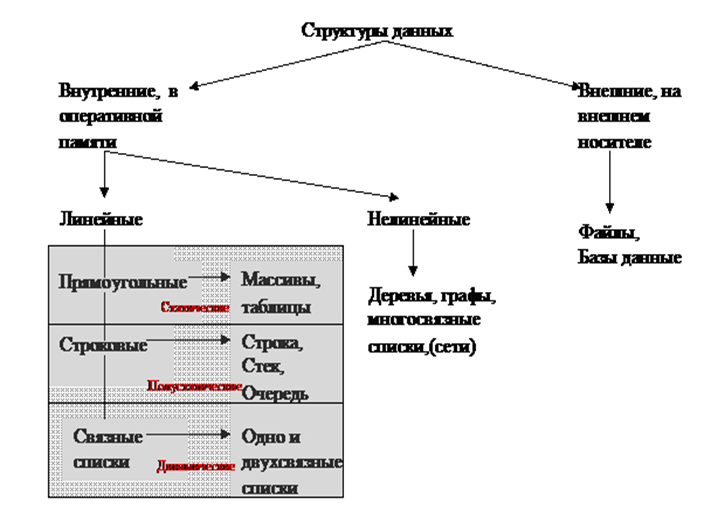 Структуры данных
Внутренние, в
оперативной
памяти
Внешние, на
внешнем
носителе
Линейные
Нелинейные
Файлы,
Базы данные
Прямоугольные
Массивы,
таблицы
Статические
Деревья, графы,
многосвязные
списки,(сети)
Строковые
Строка,
Стек,
Очередь
Полустатические
Связные
списки
Одно и
двухсвязные
списки
Динамические